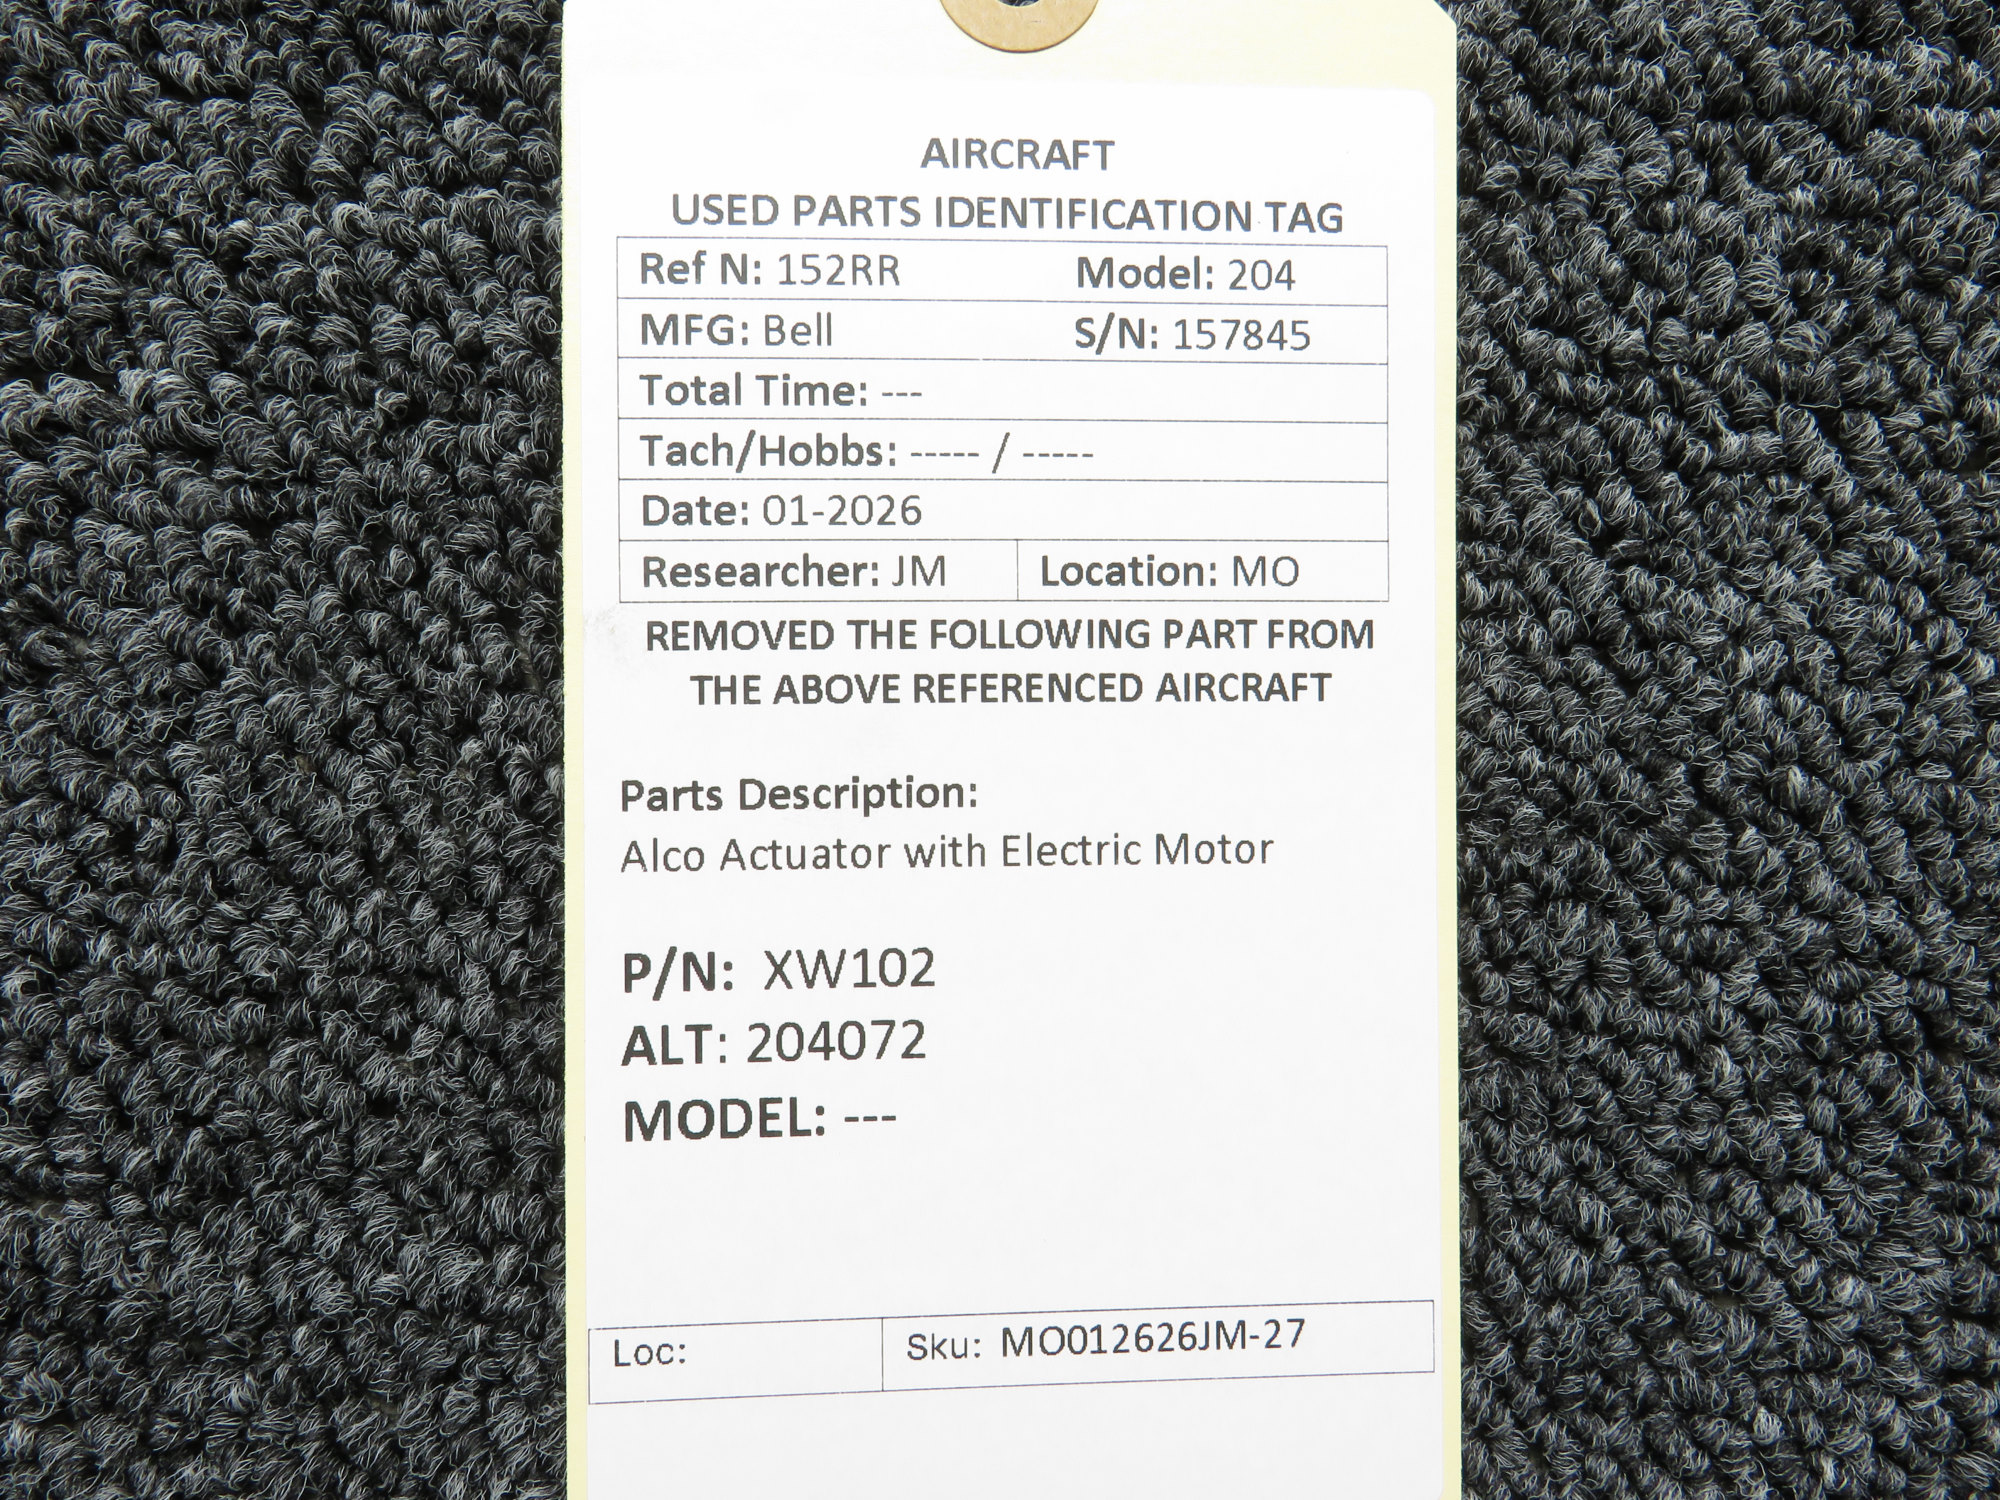 AIRCRAFT
USED PARTS IDENTIFICATION TAG
Ref N: 152RR Model: 204
MFG: Bell S/N: 157845
Total Time: ---
Tach/Hobbs: ----- / -----
Date: 01-2026
Researcher: JM Location: MO
REMOVED THE FOLLOWING PART FROM
THE ABOVE REFERENCED AIRCRAFT
Parts Description:
Alco Actuator with Electric Motor
P/N: XW102
ALT: 204072
MODEL: ---
Loc: Sku: MO012626JM-27